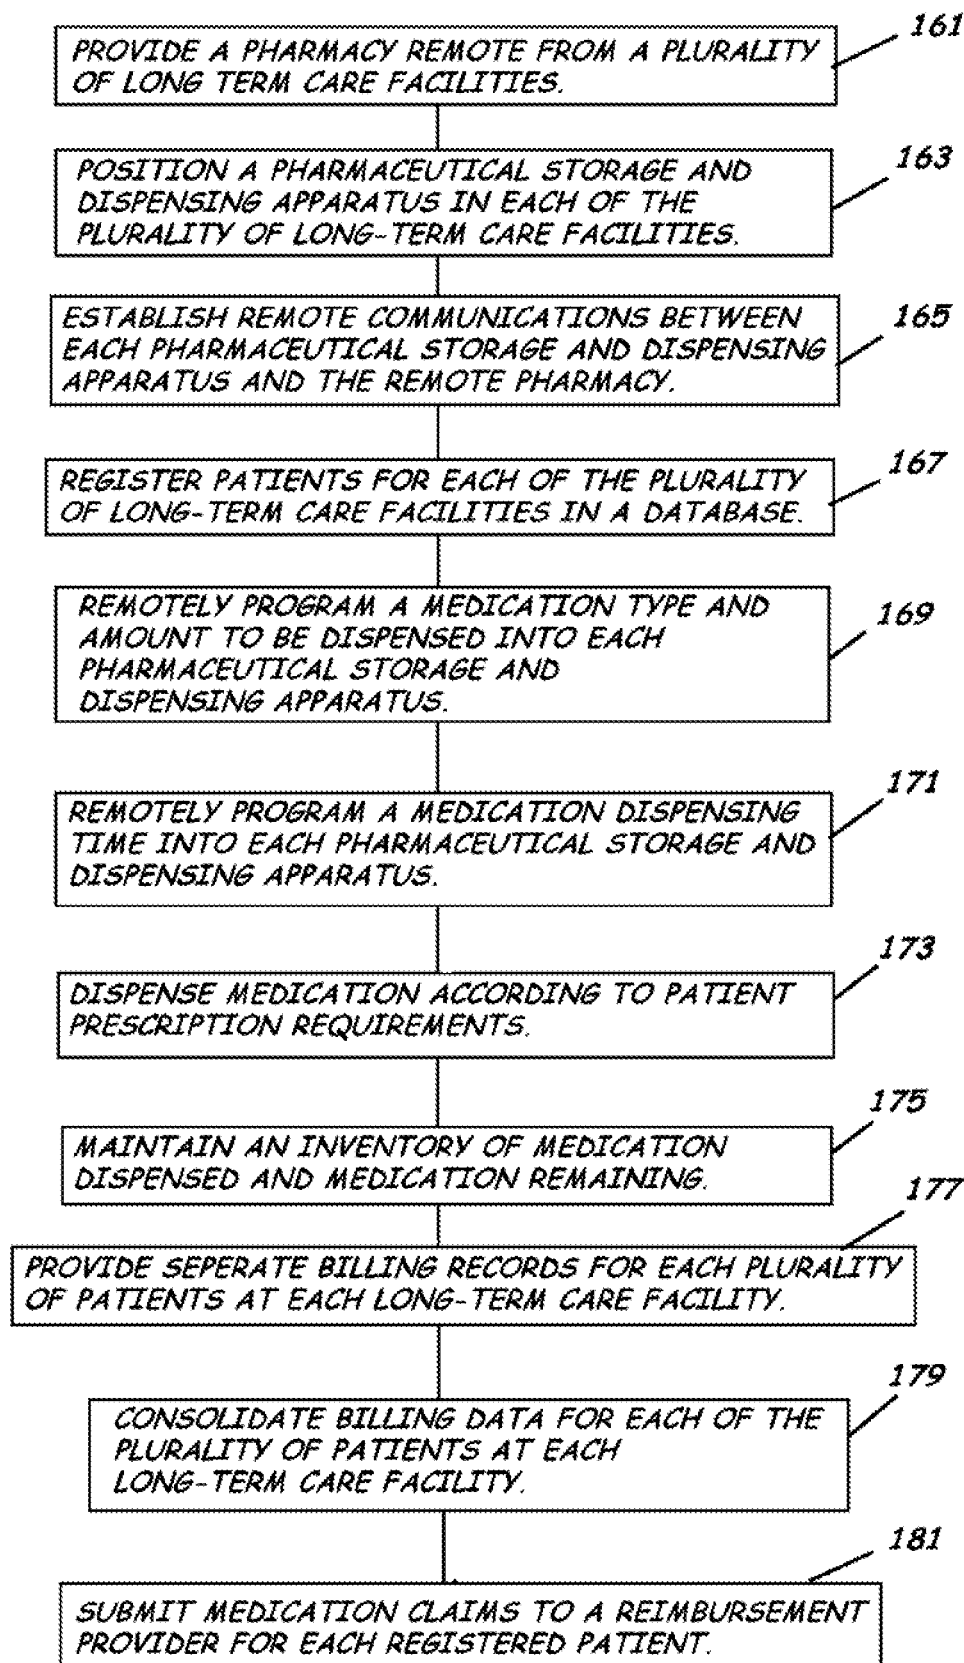 161
PROVIDE A PHARMACY REMOTE FROM A PLURALITY
OF LONG TERM CARE FACILITIES.
163
POSITION A PHARMACEUTICAL STORAGE AND
DISPENSING APPARATUS IN EACH OF THE
PLURALITY OF LONG-TERM CARE FACILITIES.
165
ESTABLISH REMOTE COMMUNICATIONS BETWEEN
EACH PHARMACEUTICAL STORAGE AND DISPENSING
APPARATUS AND THE REMOTE PHARMACY.
167
REGISTER PATIENTS FOR EACH OF THE PLURALITY
OF LONG-TERM CARE FACILITIES IN A DATABASE.
169
REMOTELY PROGRAM A MEDICATION TYPE AND
AMOUNT TO BE DISPENSED INTO EACH
PHARMACEUTICAL STORAGE AND
DISPENSING APPARATUS.
171
REMOTELY PROGRAM A MEDICATION DISPENSING
TIME INTO EACH PHARMACEUTICAL STORAGE AND
DISPENSING APPARATUS.
173
DISPENSE MEDICATION ACCORDING TO PATIENT
PRESCRIPTION REQUIREMENTS.
175
MAINTAIN AN INVENTORY OF MEDICATION
DISPENSED AND MEDICATION REMAINING.
177
PROVIDE SEPERATE BILLING RECORDS FOR EACH PLURALITY
OF PATIENTS AT EACH LONG-TERM CARE FACILITY.
179
CONSOLIDATE BILLING DATA FOR EACH OF THE
PLURALITY OF PATIENTS AT EACH
LONG-TERM CARE FACILITY.
181
SUBMIT MEDICATION CLAIMS TO A REIMBURSEMENT
PROVIDER FOR EACH REGISTERED PATIENT.